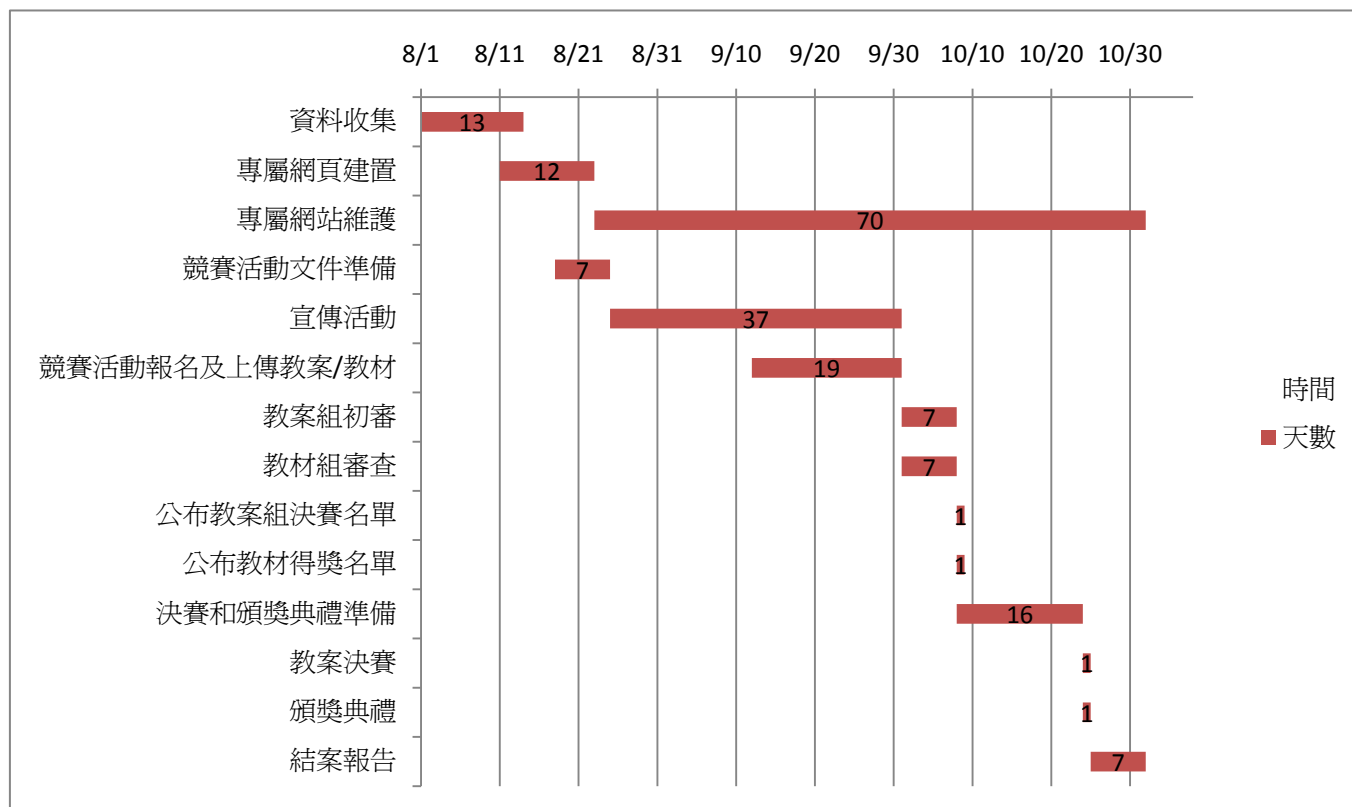 8/1 8/11 8/21 8/31 9/10 9/20 9/30 10/10 10/20 10/30
資料收集 13
專屬網頁建置 12
專屬網站維護 70
競賽活動文件準備 7
宣傳活動 37
競賽活動報名及上傳教案/教材 19
教案組初審 7
教材組審查 7
公布教案組決賽名單 1
公布教材得獎名單 1
決賽和頒獎典禮準備 16
教案決賽 1
頒獎典禮 1
結案報告 7
時間
天數